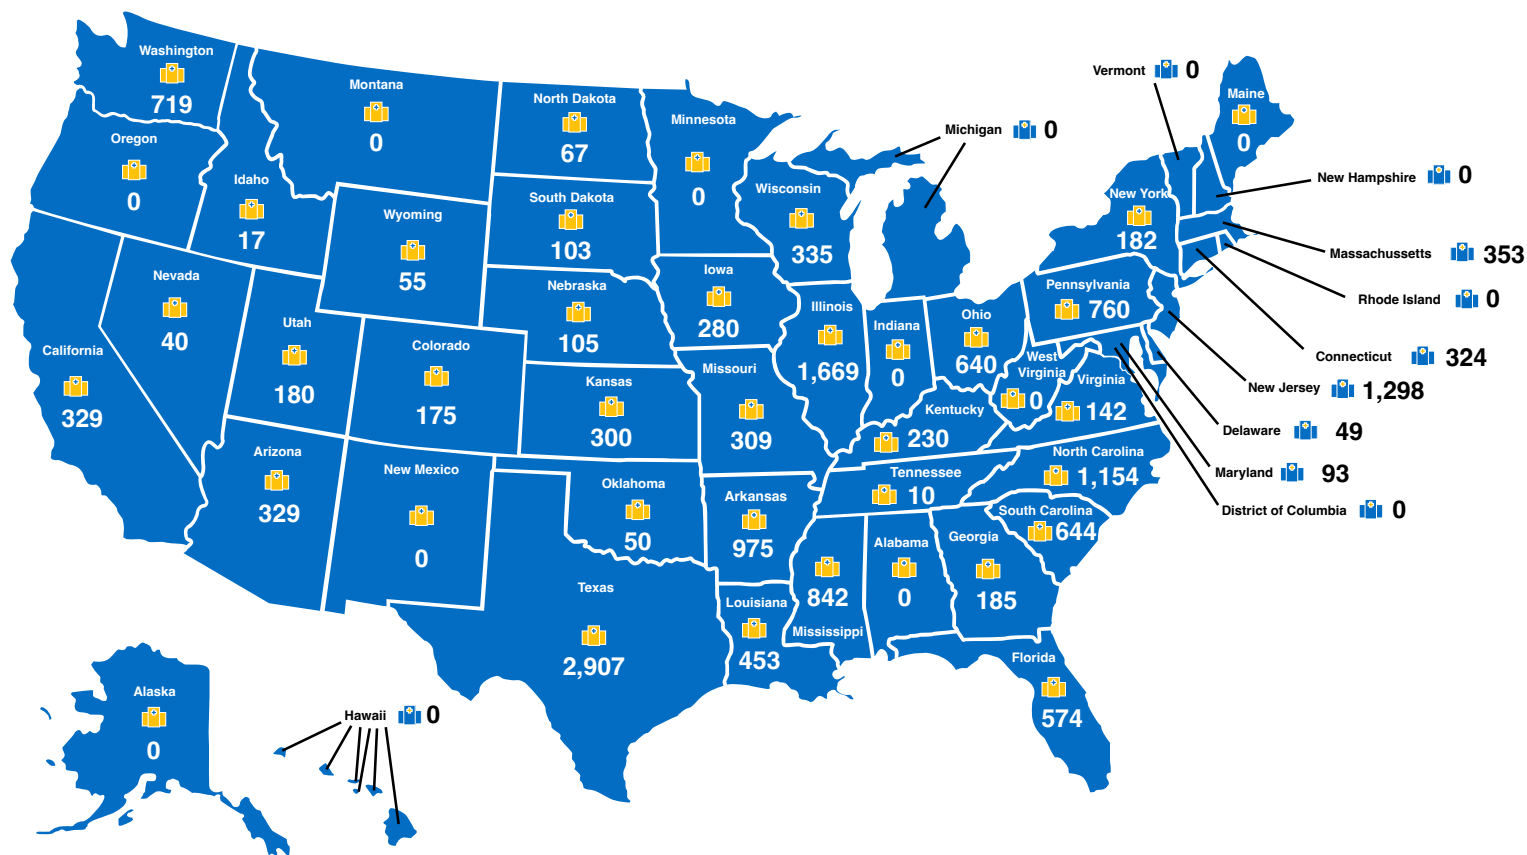 Washington
719
Oregon
0
Idaho
17
Montana
0
North Dakota
67
Minnesota
0
South Dakota
103
Wyoming
55
Nebraska
105
Iowa
280
Wisconsin
335
Michigan 0
Vermont 0
Maine
0
New Hampshire 0
New York
182
Massachusetts 353
Rhode Island 0
Connecticut 324
New Jersey 1,298
Pennsylvania
760
Delaware 49
Maryland 93
District of Columbia 0
California
329
Nevada
40
Utah
180
Colorado
175
Kansas
300
Missouri
309
Illinois
1,669
Indiana
0
Ohio
640
West
Virginia
0
Virginia
142
Kentucky
230
Tennessee
10
North Carolina
1,154
South Carolina
644
Arizona
329
New Mexico
0
Oklahoma
50
Arkansas
975
Texas
2,907
Louisiana
453
842
Mississippi
Alabama
0
Georgia
185
Florida
574
Alaska
0
Hawaii 0